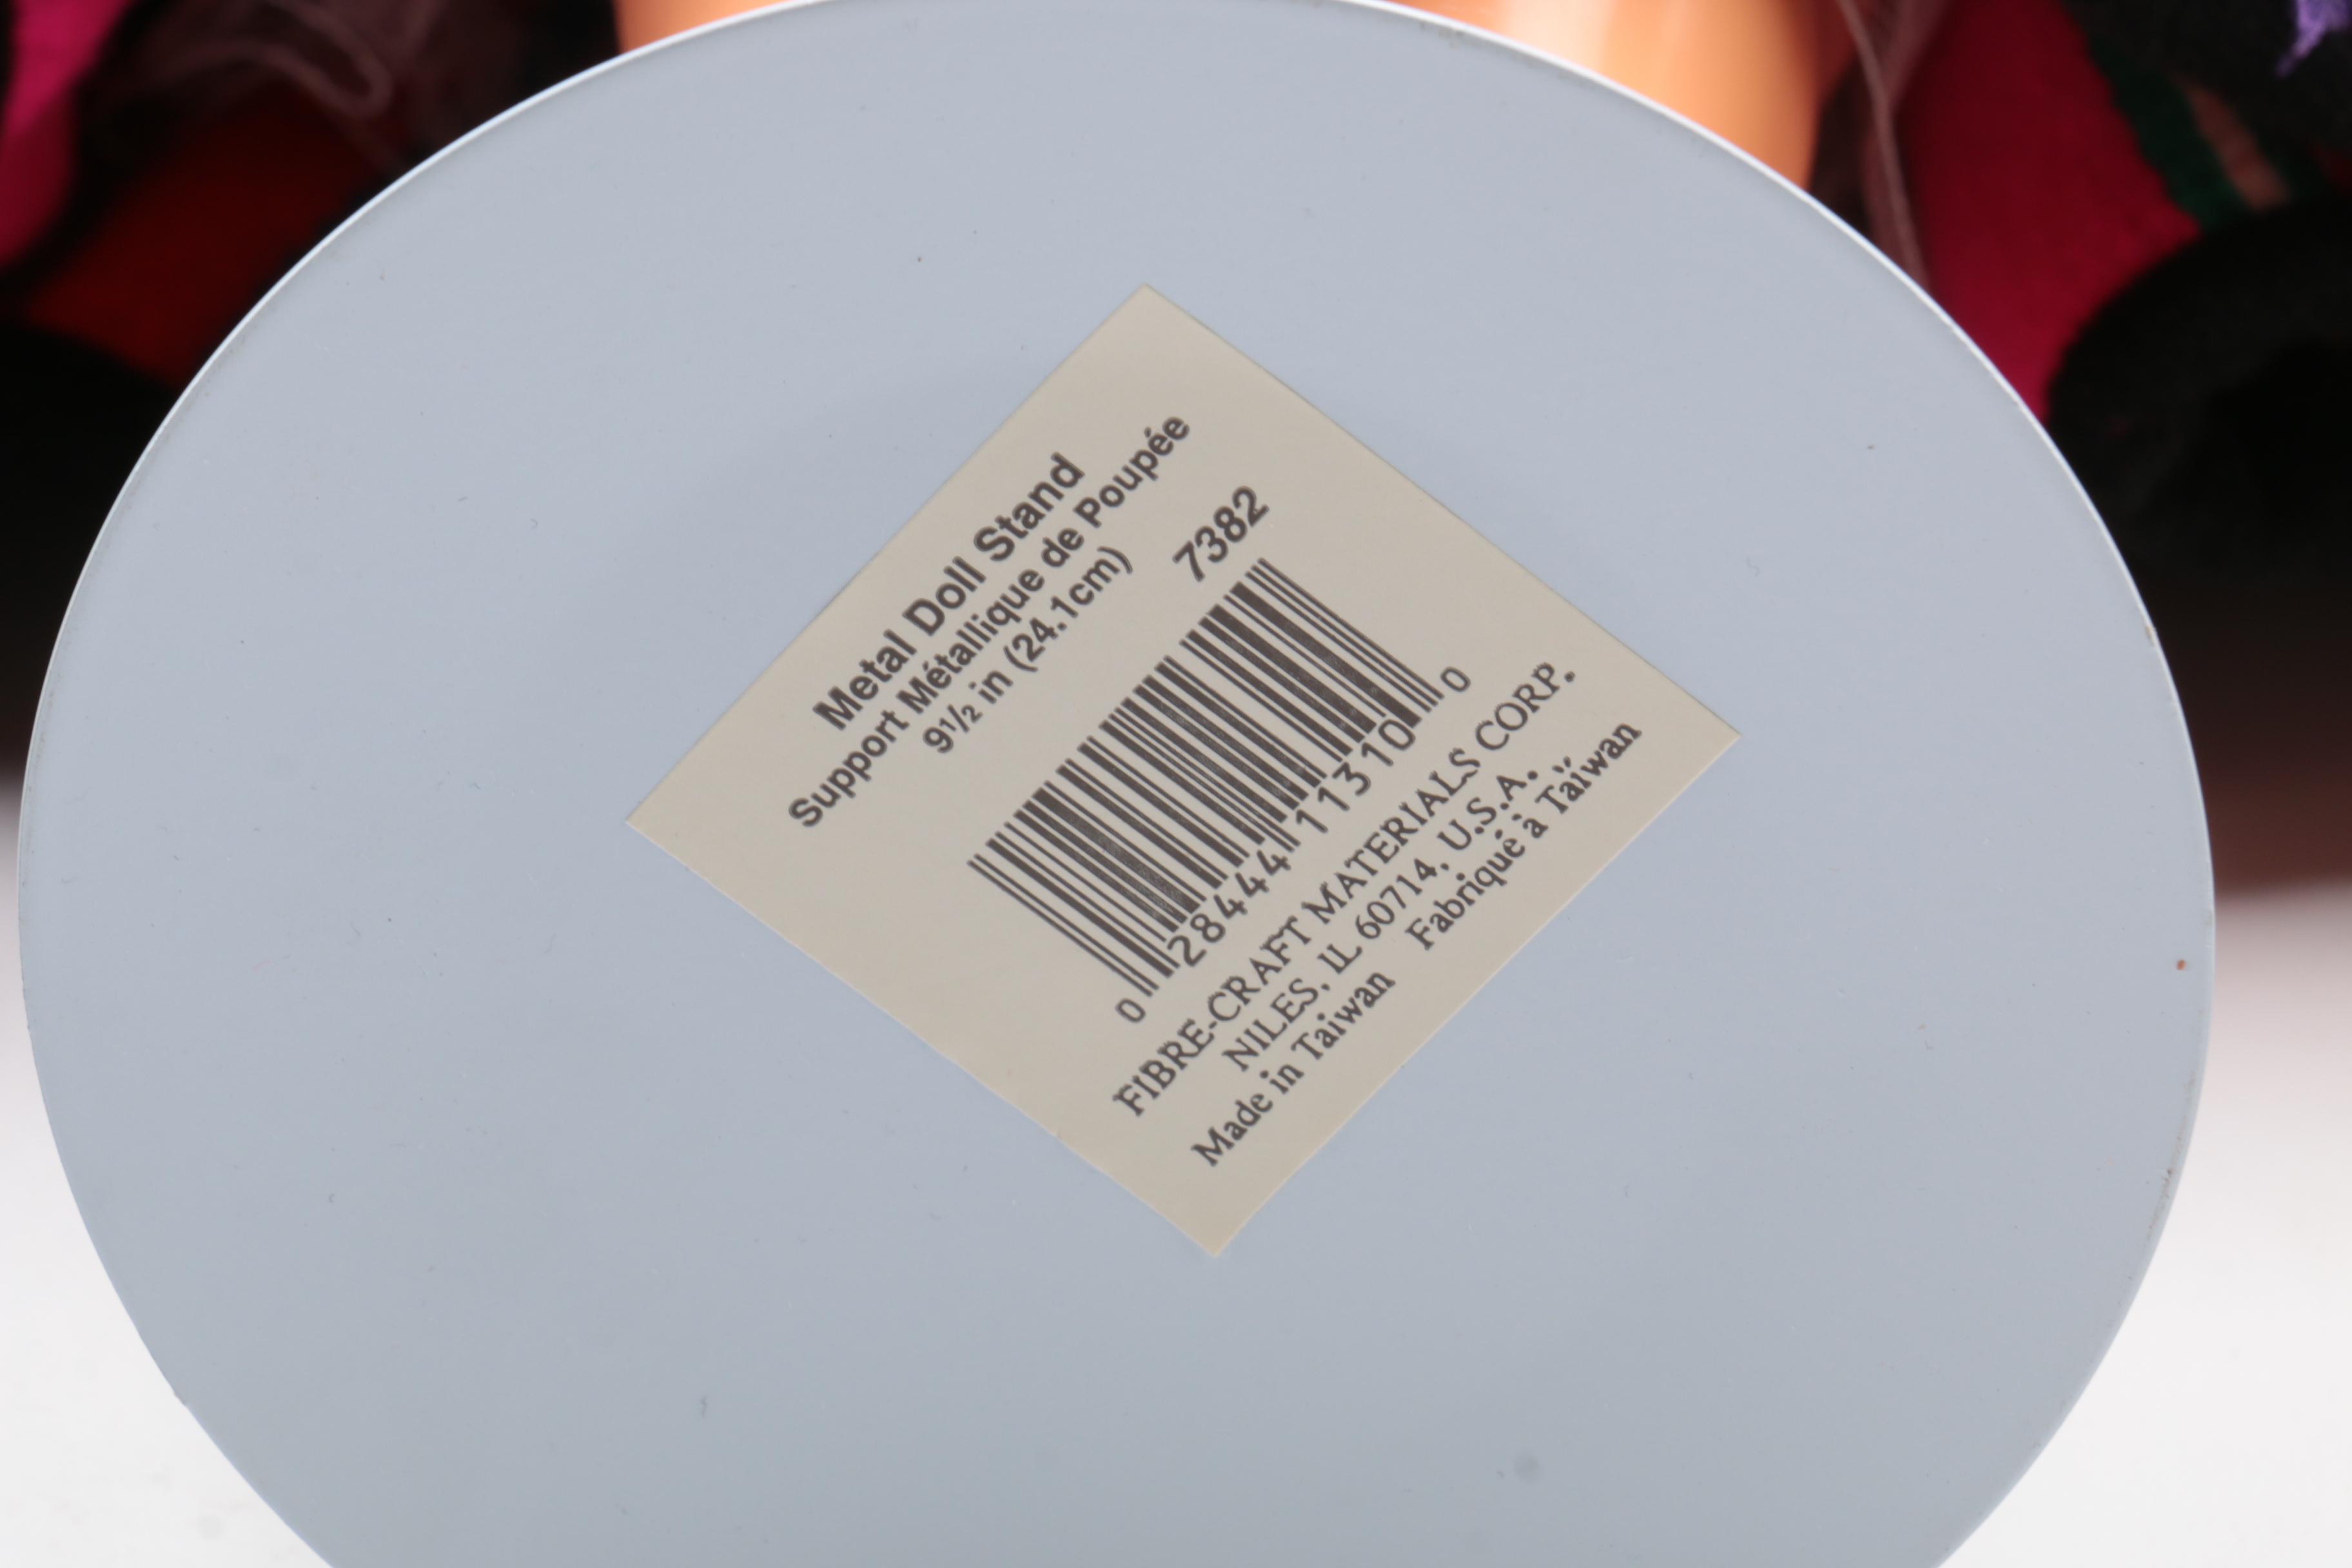 Metal Doll Stand
Support Métallique de Poupée
9½ in (24.1cm) 7382
0 28444 11310 0
FIBRE-CRAFT MATERIALS CORP.
NILES, IL 60714, U.S.A.
Made in Taiwan Fabriqué à Taïwan